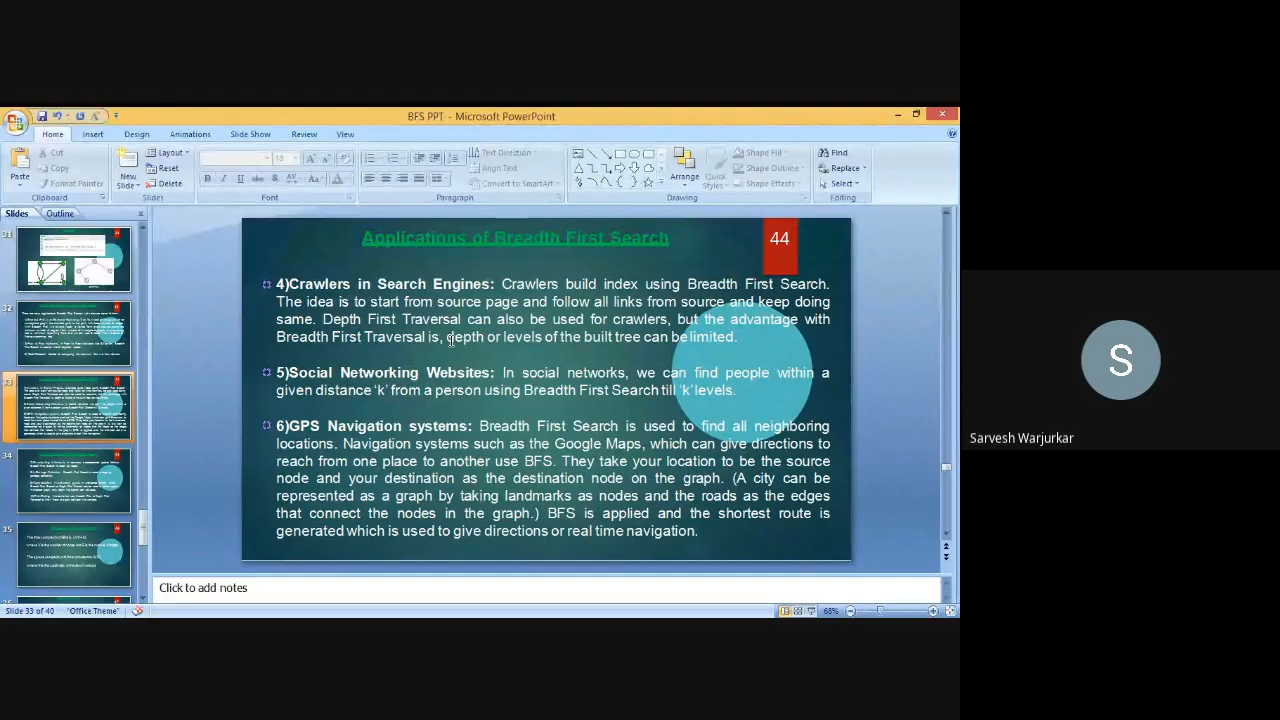 BFS PPT - Microsoft PowerPoint
Home Insert Design Animations Slide Show Review View
Paste
Cut
Copy
Format Painter
Clipboard
New Slide
Layout
Reset
Delete
Slides
18
Font
Text Direction
Align Text
Convert to SmartArt
Paragraph
Arrange
Quick Styles
Shape Fill
Shape Outline
Shape Effects
Drawing
Find
Replace
Select
Editing
Slides Outline
31
32
33
34
35
Applications of Breadth First Search
44
4)Crawlers in Search Engines: Crawlers build index using Breadth First Search.
The idea is to start from source page and follow all links from source and keep doing
same. Depth First Traversal can also be used for crawlers, but the advantage with
Breadth First Traversal is, depth or levels of the built tree can be limited.
5)Social Networking Websites: In social networks, we can find people within a
given distance ‘k’ from a person using Breadth First Search till ‘k’ levels.
6)GPS Navigation systems: Breadth First Search is used to find all neighboring
locations. Navigation systems such as the Google Maps, which can give directions to
reach from one place to another use BFS. They take your location to be the source
node and your destination as the destination node on the graph. (A city can be
represented as a graph by taking landmarks as nodes and the roads as the edges
that connect the nodes in the graph.) BFS is applied and the shortest route is
generated which is used to give directions or real time navigation.
Click to add notes
Slide 33 of 40 "Office Theme" 68%
S
Sarvesh Warjurkar